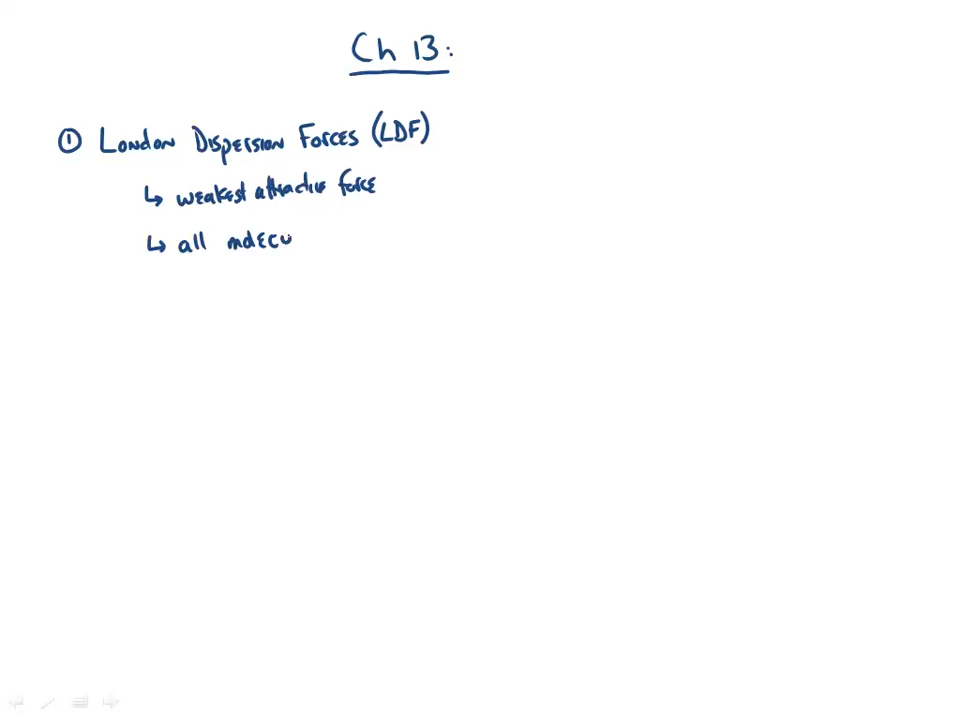 Ch 13:
① London Dispersion Forces (LDF)
↳ weakest attractive force
↳ all molecu